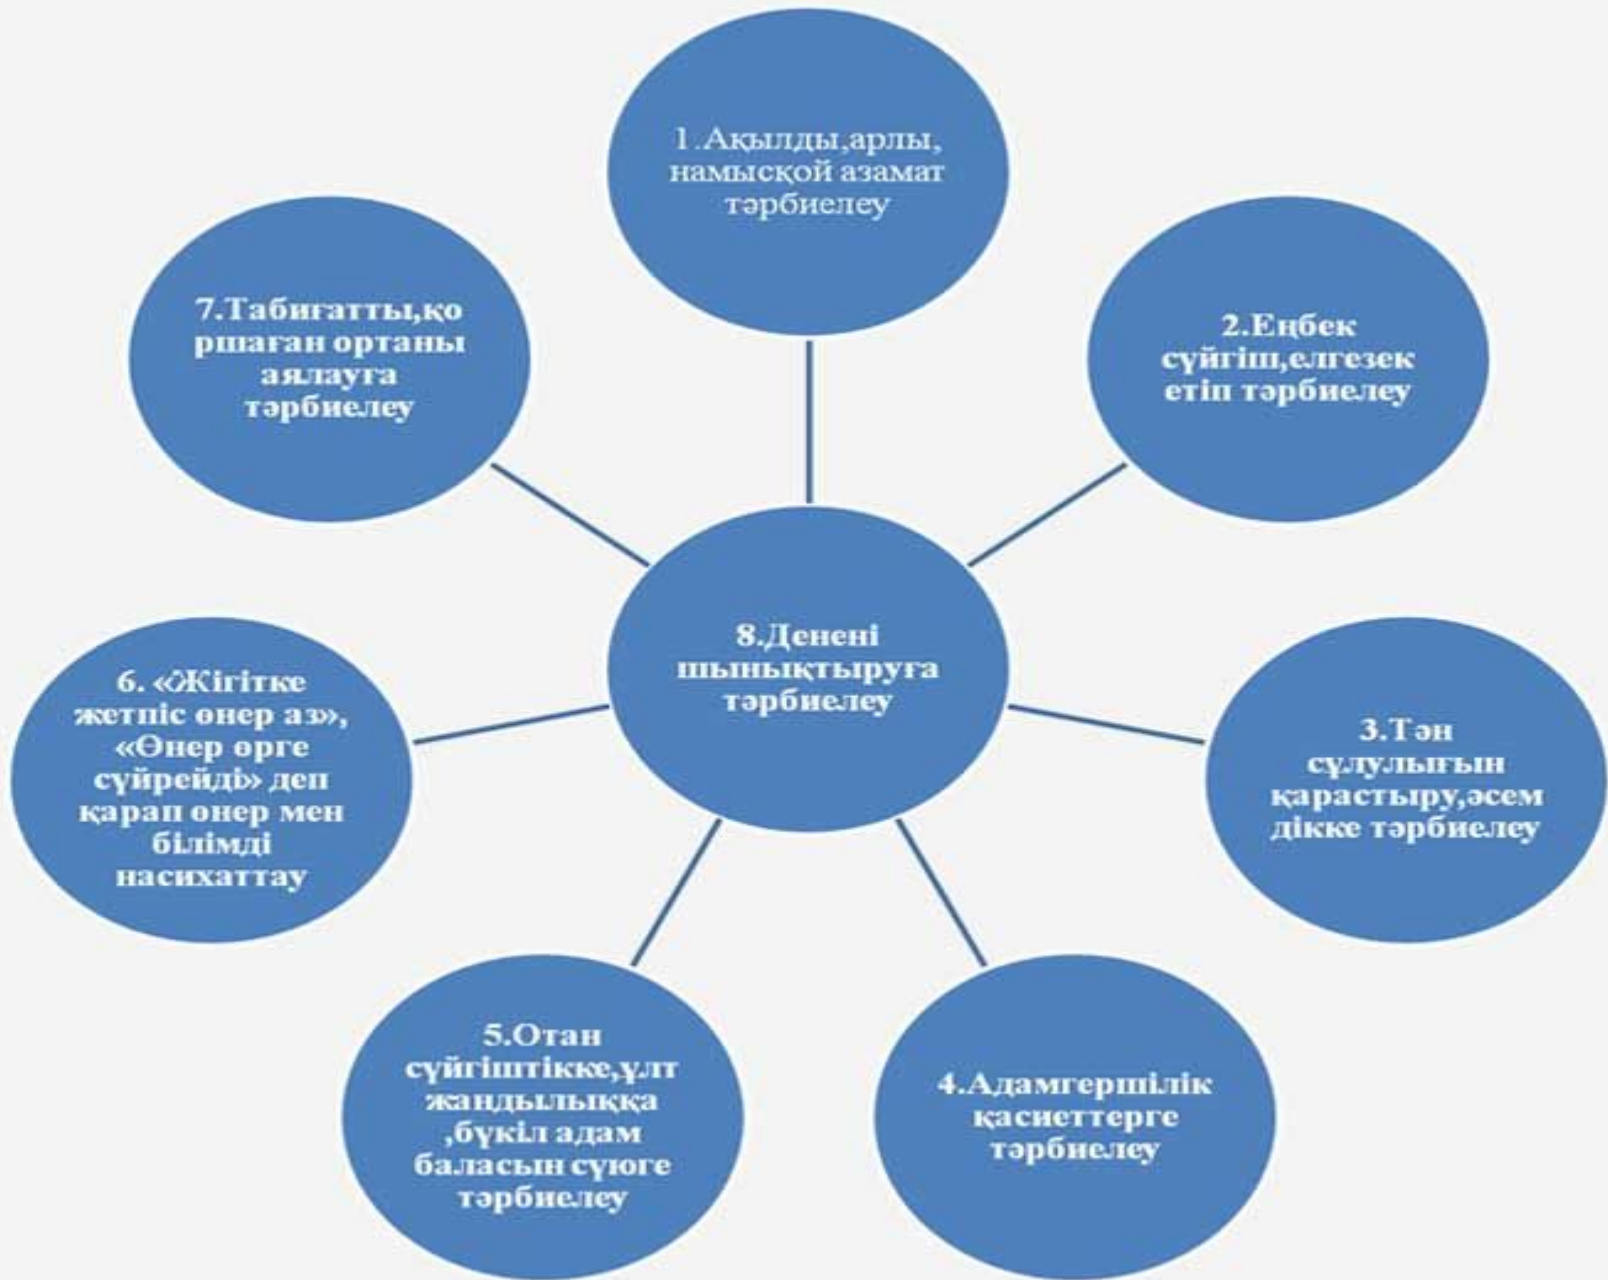 1.Ақылды,арлы,
намысқой азамат
тәрбиелеу
2.Еңбек
сүйгіш,елгезек
етіп тәрбиелеу
3.Тән
сұлулығын
қарастыру,әсем
дікке тәрбиелеу
4.Адамгершілік
қасиеттерге
тәрбиелеу
5.Отан
сүйгіштікке,ұлт
жандылыққа
,бүкіл адам
баласын сүюге
тәрбиелеу
6. «Жігітке
жетпіс өнер аз»,
«Өнер өрге
сүйрейді» деп
қарап өнер мен
білімді
насихаттау
7.Табиғатты,қо
ршаған ортаны
аялауға
тәрбиелеу
8.Денені
шынықтыруға
тәрбиелеу